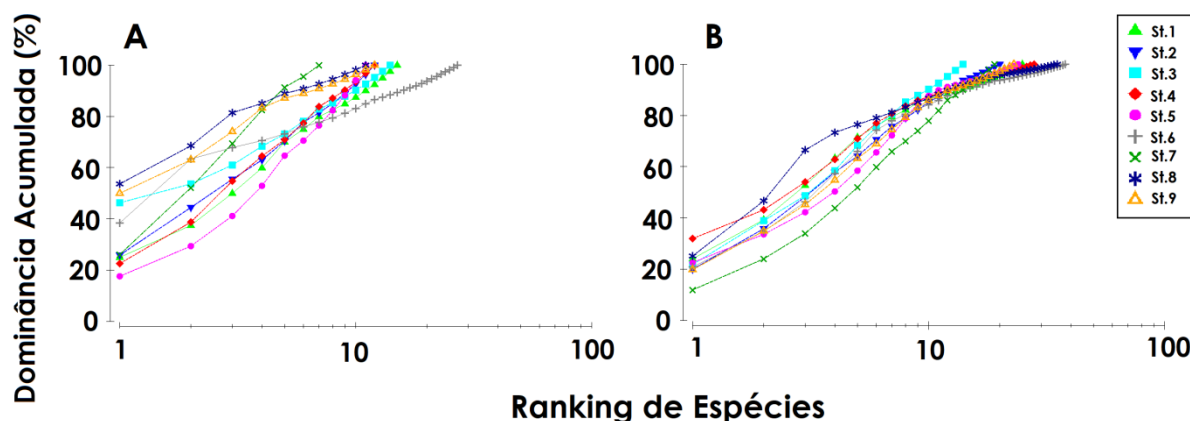 A
B
Dominância Acumulada (%)
100
80
60
40
20
0
1
10
100
100
80
60
40
20
0
1
10
100
Ranking de Espécies
St.1
St.2
St.3
St.4
St.5
St.6
St.7
St.8
St.9